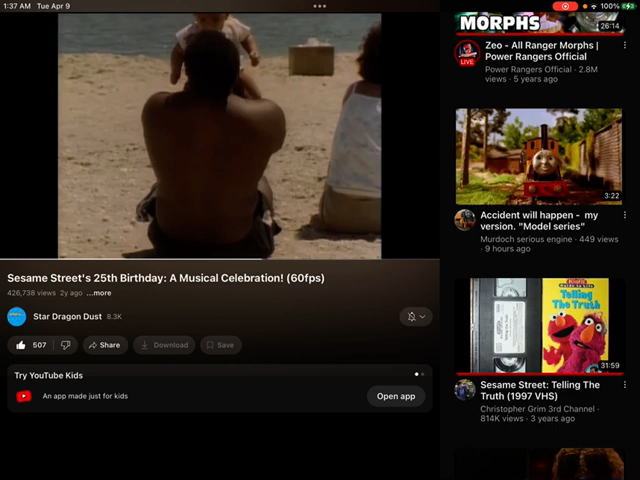 1:37 AM Tue Apr 9
100%
MORPHS
26:14
Zeo - All Ranger Morphs |
Power Rangers Official
LIVE
Power Rangers Official · 2.8M
views · 5 years ago
3:22
Accident will happen - my
version. "Model series"
Murdoch serious engine · 449 views
· 9 hours ago
Telling
The Truth
31:59
Sesame Street: Telling The
Truth (1997 VHS)
Christopher Grim 3rd Channel ·
814K views · 3 years ago
Sesame Street's 25th Birthday: A Musical Celebration! (60fps)
426,738 views 2y ago ...more
Star Dragon Dust 8.3K
507
Share
Download
Save
Try YouTube Kids
An app made just for kids
Open app